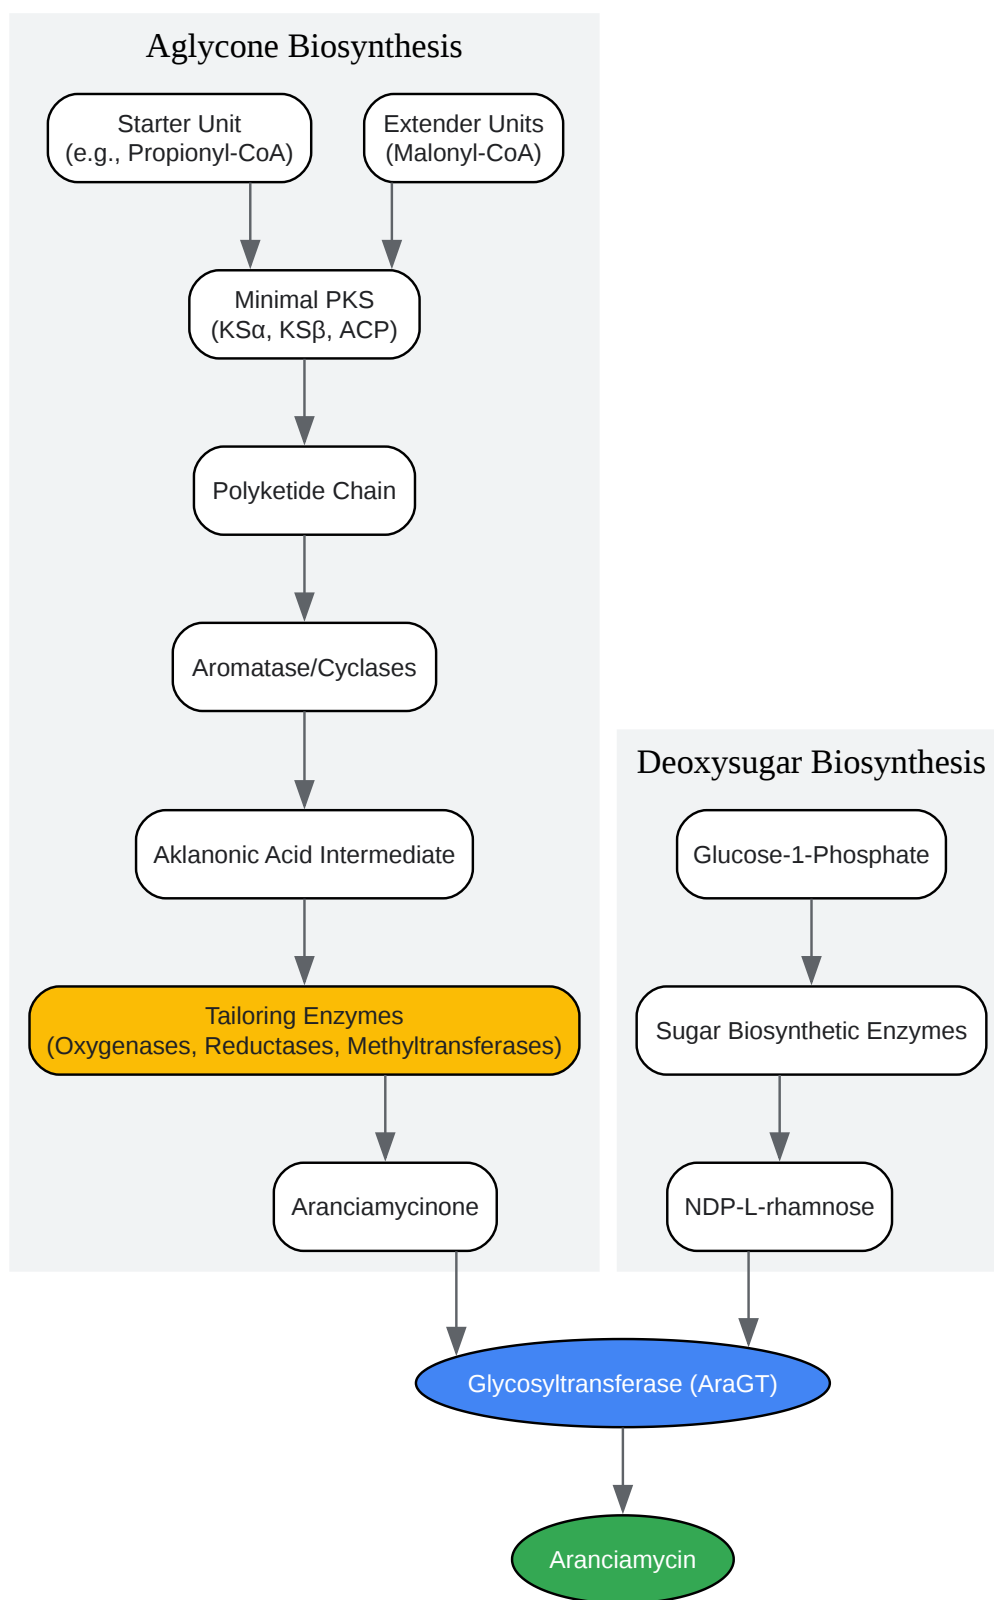 Aglycone Biosynthesis
Starter Unit
(e.g., Propionyl-CoA)
Extender Units
(Malonyl-CoA)
Minimal PKS
(KSα, KSβ, ACP)
Polyketide Chain
Aromatase/Cyclases
Aklanonic Acid Intermediate
Tailoring Enzymes
(Oxygenases, Reductases, Methyltransferases)
Aranciamycinone
Deoxysugar Biosynthesis
Glucose-1-Phosphate
Sugar Biosynthetic Enzymes
NDP-L-rhamnose
Glycosyltransferase (AraGT)
Aranciamycin